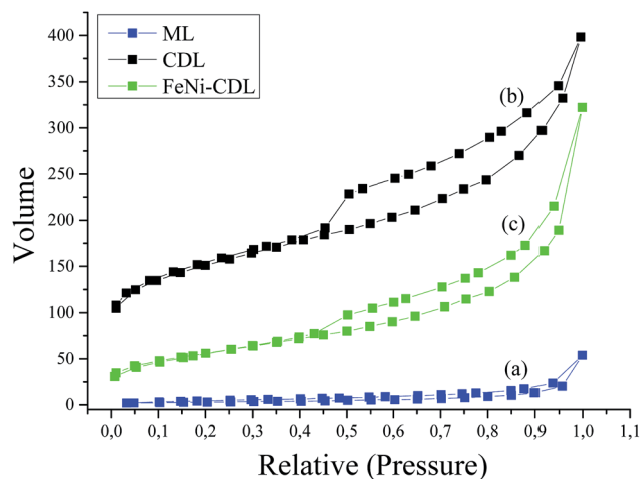 ML
CDL
FeNi-CDL
400
350
300
250
200
150
100
50
0
Volume
(b)
(c)
(a)
0,0 0,1 0,2 0,3 0,4 0,5 0,6 0,7 0,8 0,9 1,0 1,1
Relative (Pressure)